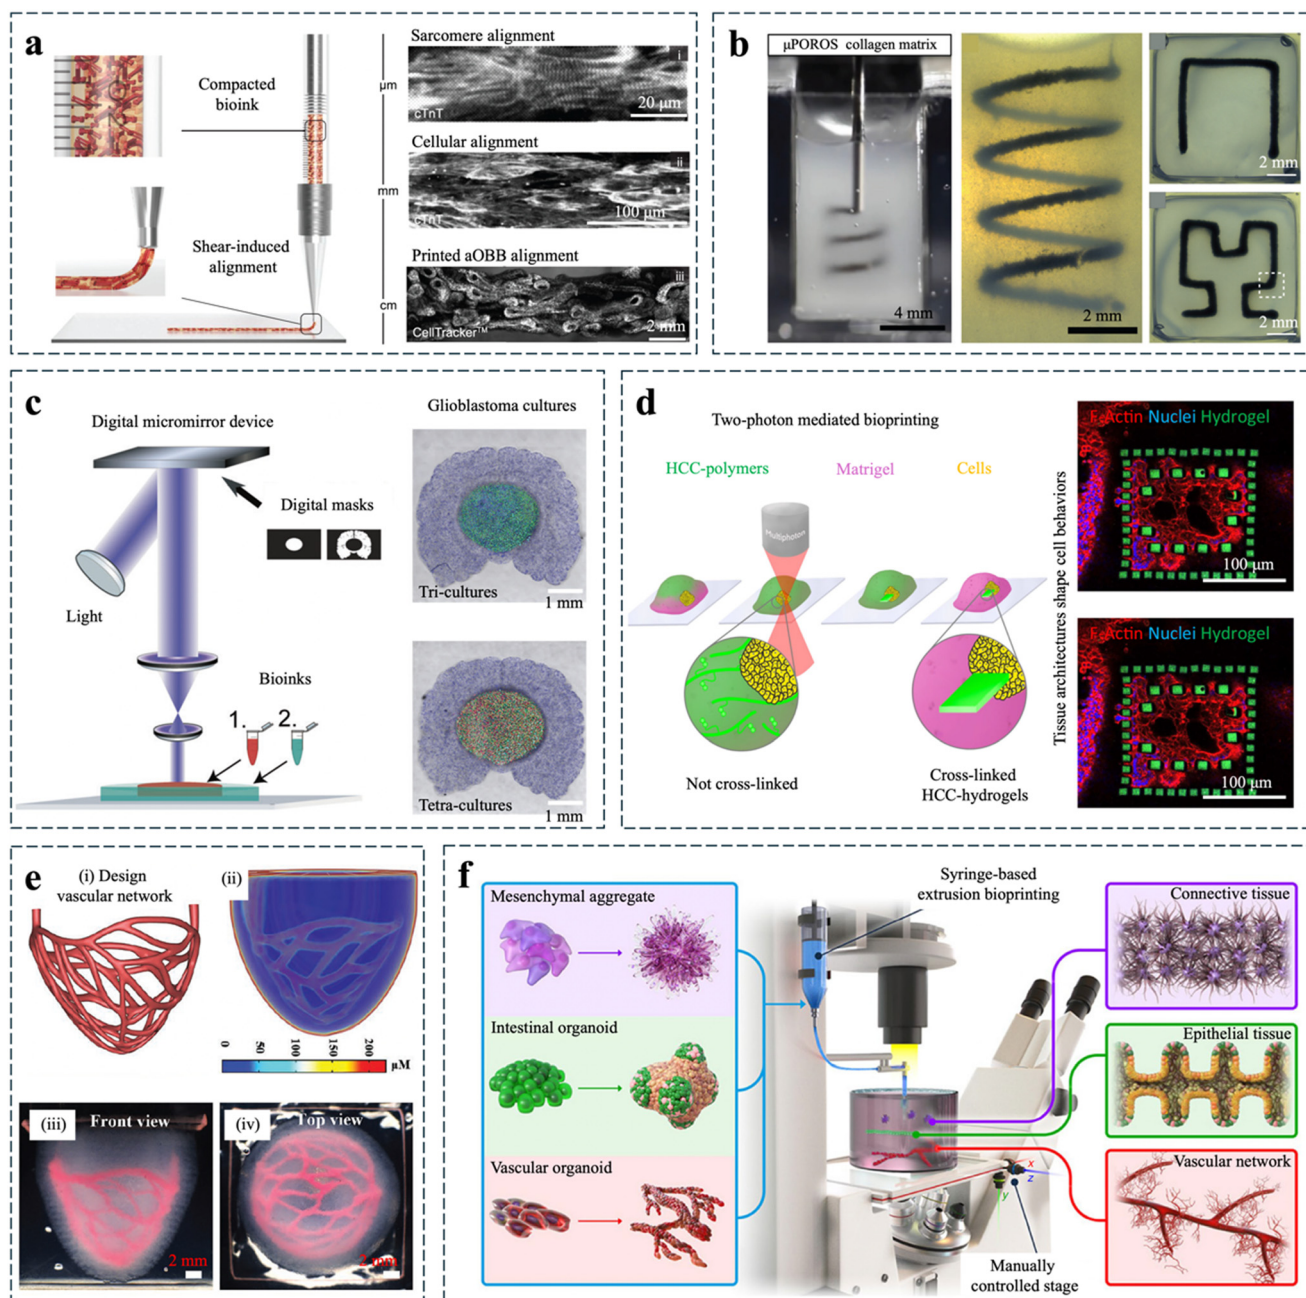 a
Compacted
bioink
Shear-induced
alignment
µm
mm
cm
Sarcomere alignment
i
cTnT
20 µm
Cellular alignment
ii
cTnT
100 µm
Printed aOBB alignment
iii
CellTracker™
2 mm
b
µPOROS collagen matrix
4 mm
2 mm
2 mm
2 mm
c
Digital micromirror device
Digital masks
Light
Bioinks
1.
2.
Glioblastoma cultures
Tri-cultures
1 mm
Tetra-cultures
1 mm
d
Two-photon mediated bioprinting
HCC-polymers
Matrigel
Cells
Multiphoton
Not cross-linked
Cross-linked
HCC-hydrogels
Tissue architectures shape cell behaviors
F-Actin Nuclei Hydrogel
100 µm
F-Actin Nuclei Hydrogel
100 µm
e
(i) Design
vascular network
(ii)
0 50 100 150 200
µM
(iii)
Front view
2 mm
(iv)
Top view
2 mm
f
Mesenchymal aggregate
Intestinal organoid
Vascular organoid
Syringe-based
extrusion bioprinting
x
z
y
Manually
controlled stage
Connective tissue
Epithelial tissue
Vascular network